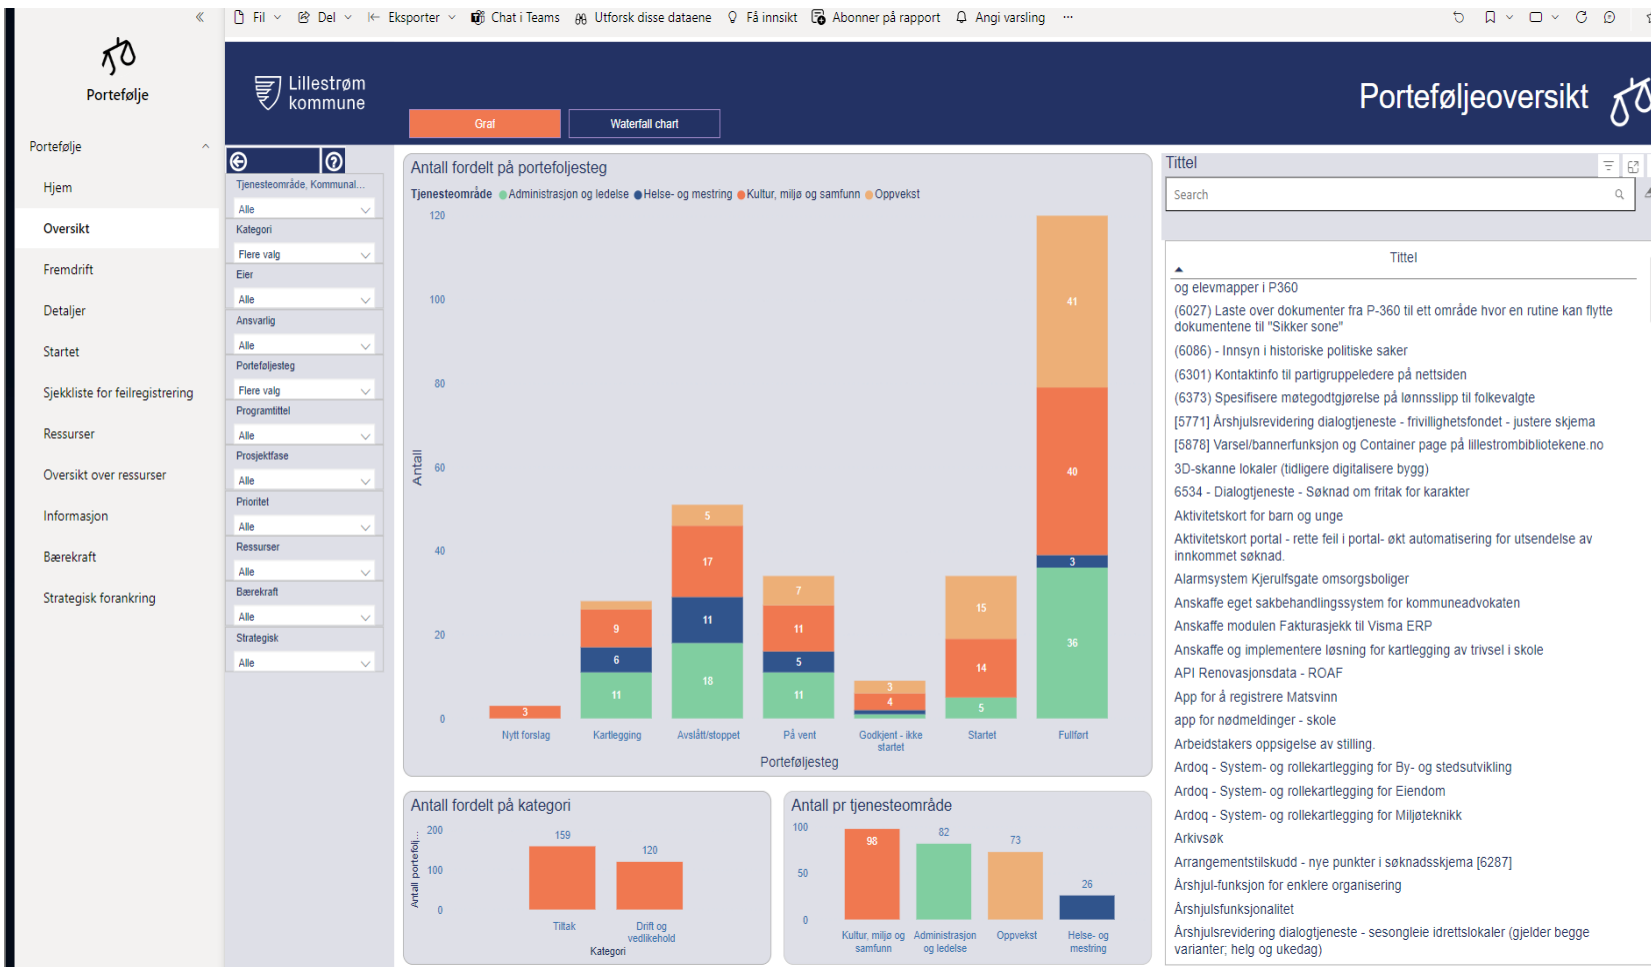 Fil
Del
Eksporter
Chat i Teams
Utforsk disse dataene
Få innsikt
Abonner på rapport
Angi varsling
Portefølje
Portefølje
Hjem
Oversikt
Fremdrift
Detaljer
Startet
Sjekkliste for feilregistrering
Ressurser
Oversikt over ressurser
Informasjon
Bærekraft
Strategisk forankring
Lillestrøm
kommune
Graf
Waterfall chart
Porteføljeoversikt
Tjenesteområde, Kommunal...
Alle
Kategori
Flere valg
Eier
Alle
Ansvarlig
Alle
Porteføljesteg
Flere valg
Programtittel
Alle
Prosjektfase
Alle
Prioritet
Alle
Ressurser
Alle
Bærekraft
Alle
Strategisk
Alle
Antall fordelt på portefoljesteg
Tjenesteområde Administrasjon og ledelse Helse- og mestring Kultur, miljø og samfunn Oppvekst
Antall
120
100
80
60
40
20
0
3
9
6
11
5
17
11
18
7
11
5
11
3
4
15
14
5
41
40
3
36
Nytt forslag
Kartlegging
Avslått/stoppet
På vent
Godkjent - ikke
startet
Startet
Fullført
Porteføljesteg
Antall fordelt på kategori
Antall portefolj...
200
100
0
159
120
Tiltak
Drift og
vedlikehold
Kategori
Antall pr tjenesteområde
100
50
0
98
82
73
26
Kultur, miljø og
samfunn
Administrasjon
og ledelse
Oppvekst
Helse- og
mestring
Tittel
Search
Tittel
og elevmapper i P360
(6027) Laste over dokumenter fra P-360 til ett område hvor en rutine kan flytte
dokumentene til "Sikker sone"
(6086) - Innsyn i historiske politiske saker
(6301) Kontaktinfo til partigruppeledere på nettsiden
(6373) Spesifisere møtegodtgjørelse på lønnsslipp til folkevalgte
[5771] Årshjulsrevidering dialogtjeneste - frivillighetsfondet - justere skjema
[5878] Varsel/bannerfunksjon og Container page på lillestrombibliotekene.no
3D-skanne lokaler (tidligere digitalisere bygg)
6534 - Dialogtjeneste - Søknad om fritak for karakter
Aktivitetskort for barn og unge
Aktivitetskort portal - rette feil i portal- økt automatisering for utsendelse av
innkommet søknad.
Alarmsystem Kjerulfsgate omsorgsboliger
Anskaffe eget sakbehandlingssystem for kommuneadvokaten
Anskaffe modulen Fakturasjekk til Visma ERP
Anskaffe og implementere løsning for kartlegging av trivsel i skole
API Renovasjonsdata - ROAF
App for å registrere Matsvinn
app for nødmeldinger - skole
Arbeidstakers oppsigelse av stilling.
Ardoq - System- og rollekartlegging for By- og stedsutvikling
Ardoq - System- og rollekartlegging for Eiendom
Ardoq - System- og rollekartlegging for Miljøteknikk
Arkivsøk
Arrangementstilskudd - nye punkter i søknadsskjema [6287]
Årshjul-funksjon for enklere organisering
Årshjulsfunksjonalitet
Årshjulsrevidering dialogtjeneste - sesongleie idrettslokaler (gjelder begge
varianter; helg og ukedag)